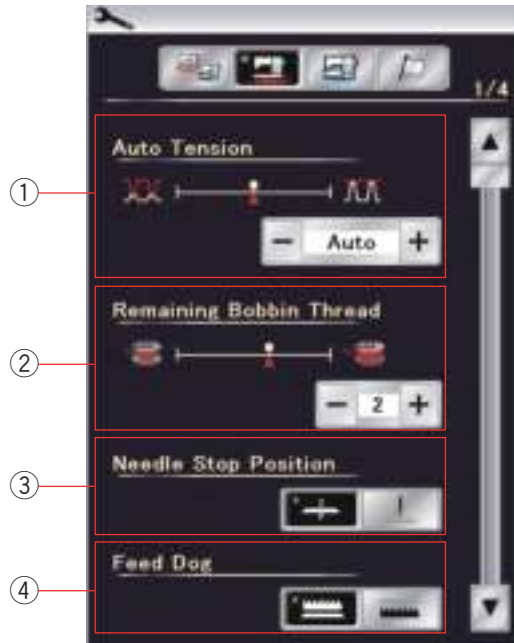 1/4
① Auto Tension
− Auto +
② Remaining Bobbin Thread
− 2 +
③ Needle Stop Position
④ Feed Dog